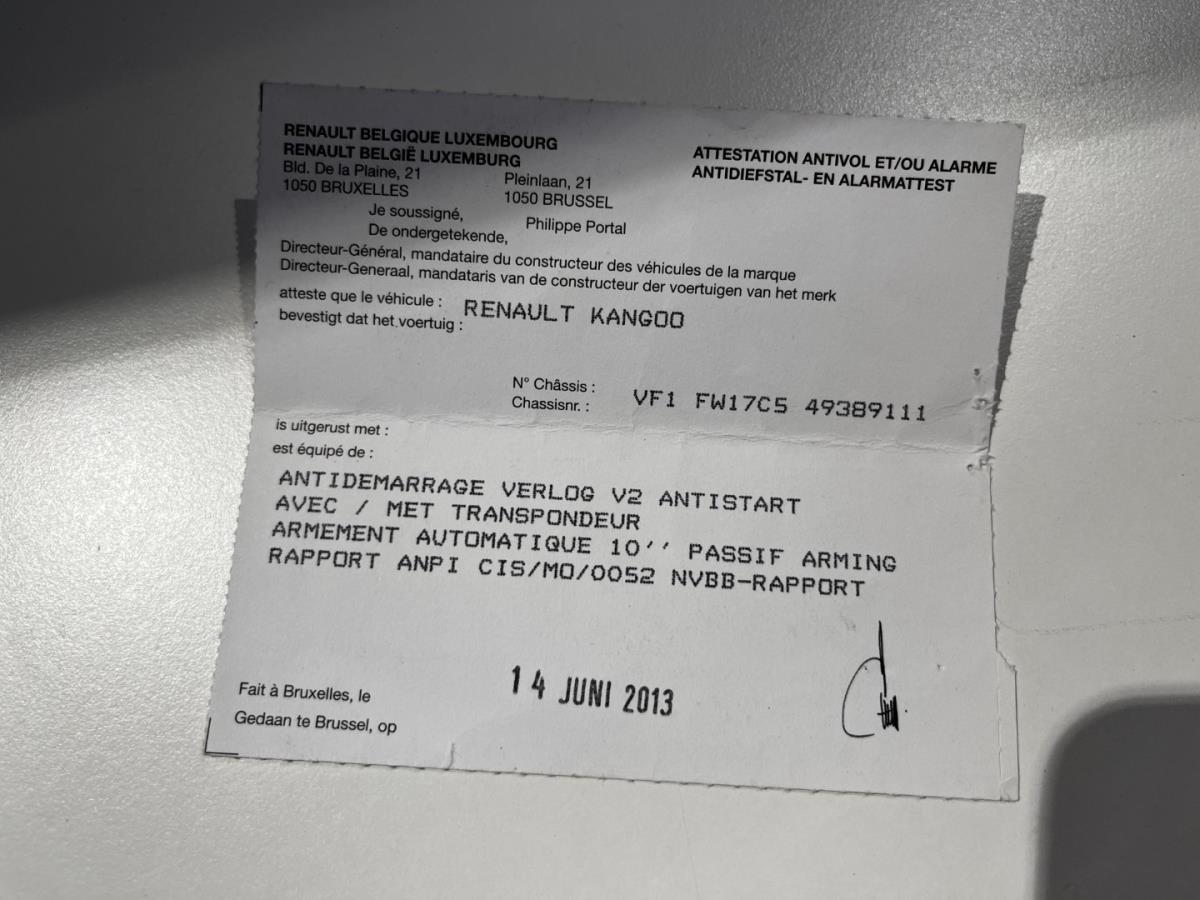 RENAULT BELGIQUE LUXEMBOURG
RENAULT BELGIË LUXEMBURG
Bld. De la Plaine, 21 Pleinlaan, 21
1050 BRUXELLES 1050 BRUSSEL
ATTESTATION ANTIVOL ET/OU ALARME
ANTIDIEFSTAL- EN ALARMATTEST
Je soussigné,
De ondergetekende, Philippe Portal
Directeur-Général, mandataire du constructeur des véhicules de la marque
Directeur-Generaal, mandataris van de constructeur der voertuigen van het merk
atteste que le véhicule : RENAULT KANGOO
bevestigt dat het voertuig :
N° Châssis : VF1 FW17C5 49389111
Chassisnr. :
is uitgerust met :
est équipé de :
ANTIDEMARRAGE VERLOG V2 ANTISTART
AVEC / MET TRANSPONDEUR
ARMEMENT AUTOMATIQUE 10'' PASSIF ARMING
RAPPORT ANPI CIS/MO/0052 NVBB-RAPPORT
Fait à Bruxelles, le 14 JUNI 2013
Gedaan te Brussel, op